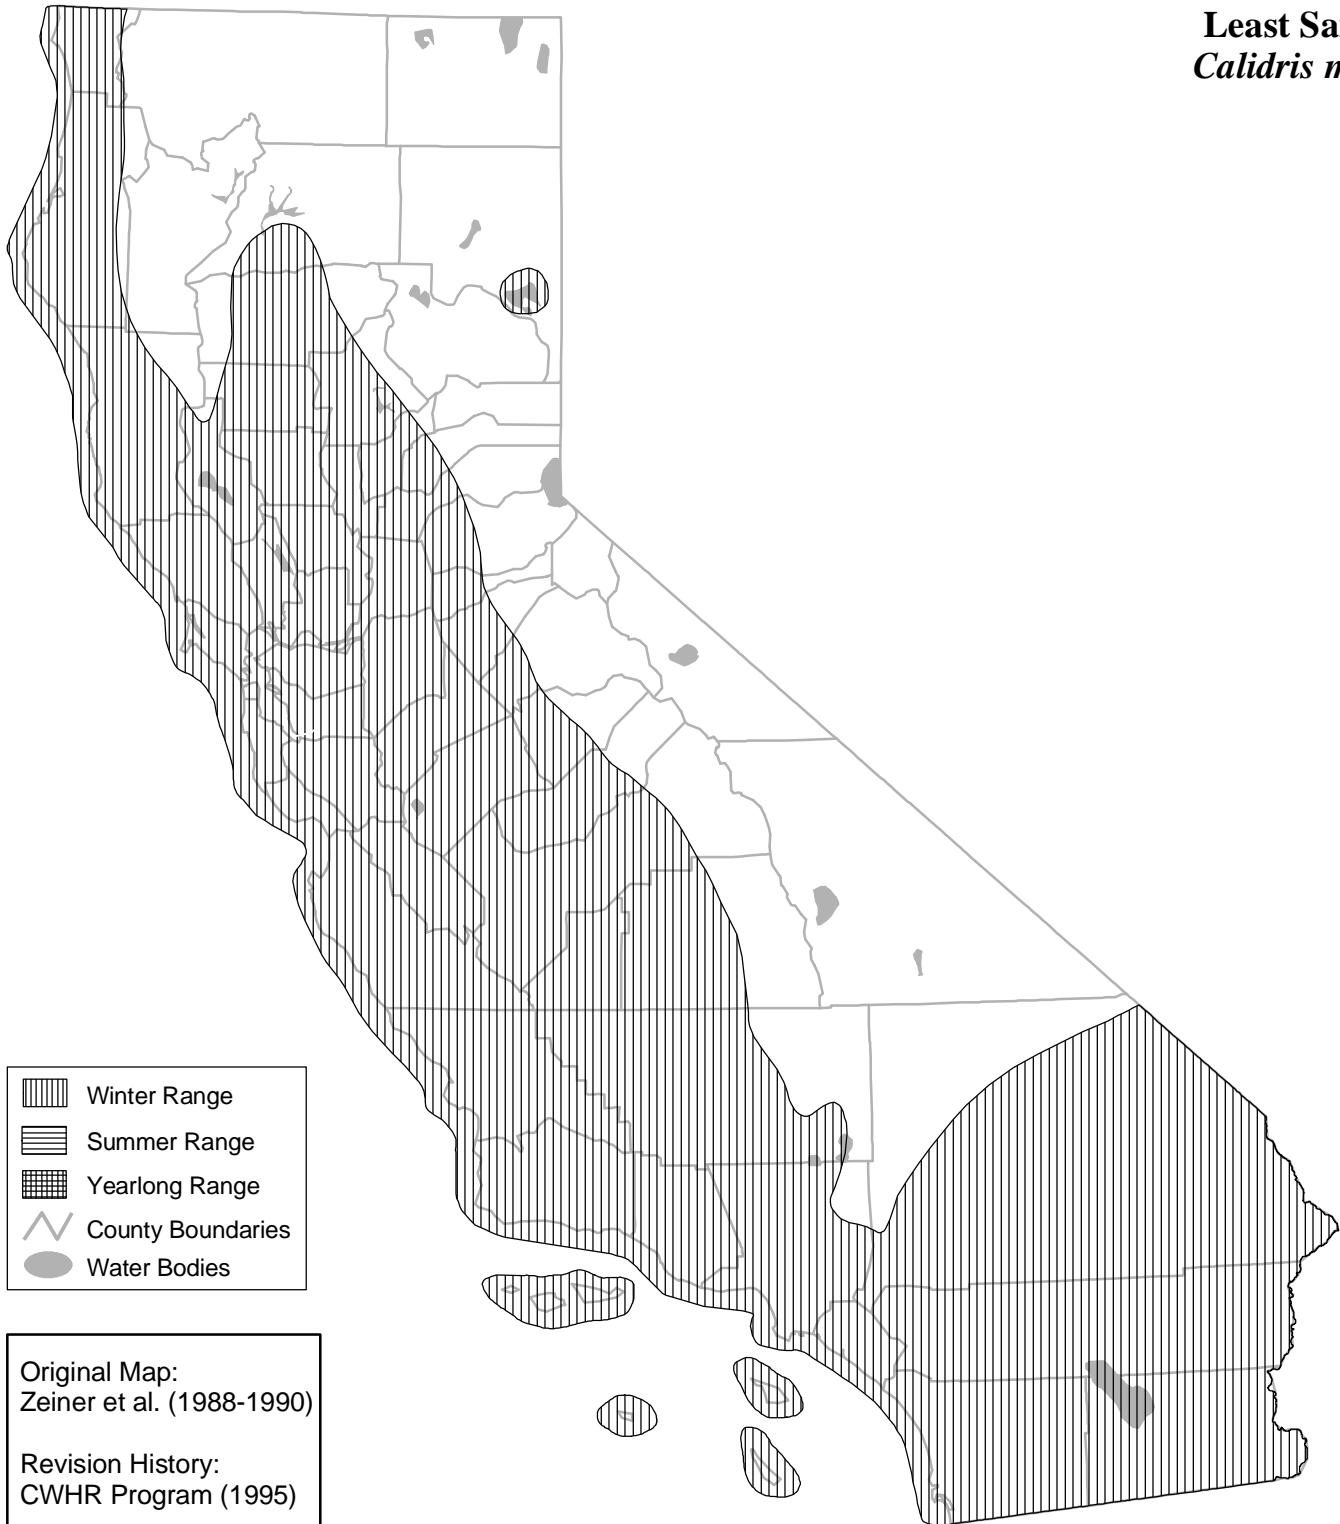 Least
Calidris
Winter Range
Summer Range
Yearlong Range
County Boundaries
Water Bodies
Original Map:
Zeiner et al. (1988-1990)
Revision History:
CWHR Program (1995)